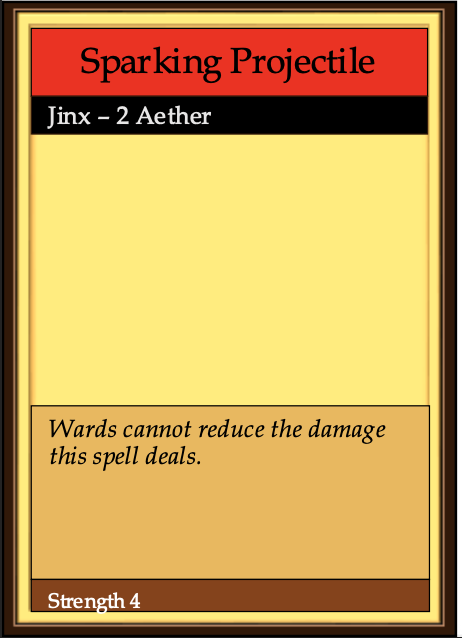 Sparking Projectile
Jinx – 2 Aether
Wards cannot reduce the damage
this spell deals.
Strength 4